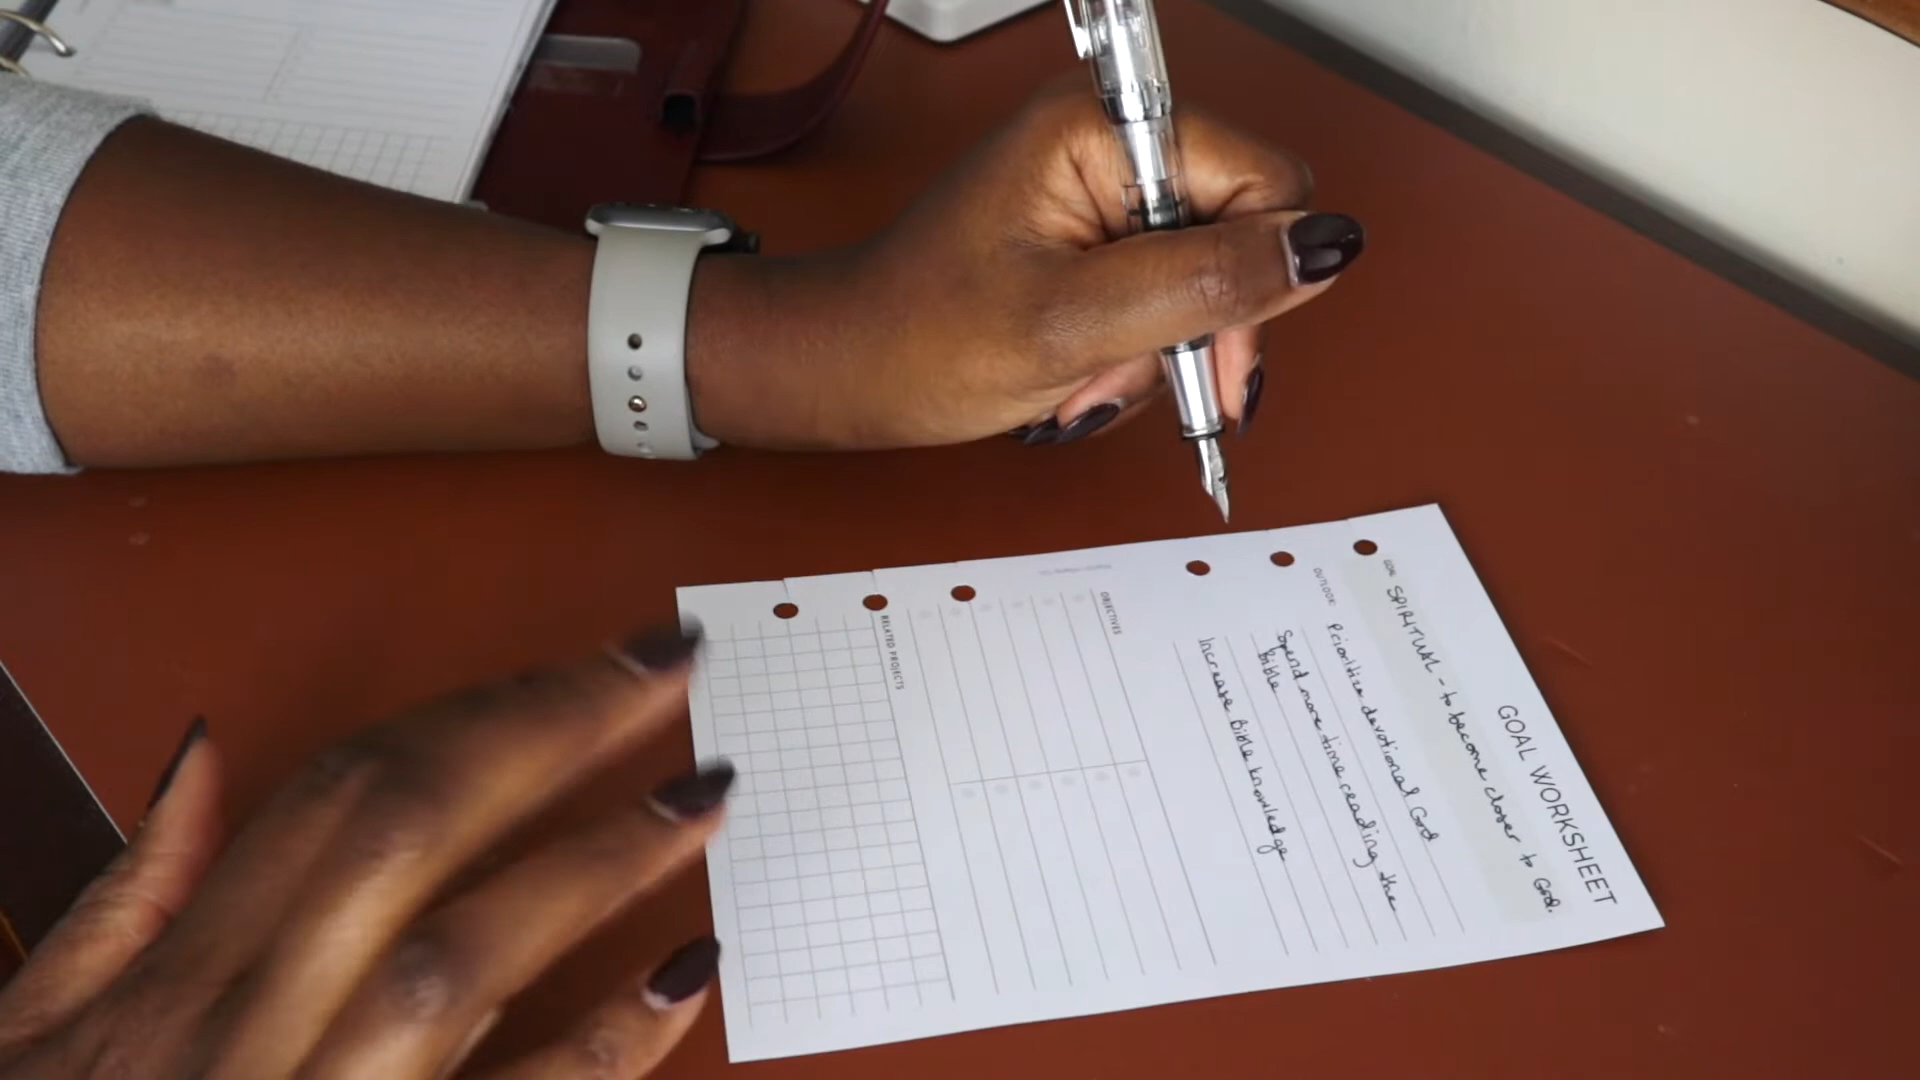 GOAL WORKSHEET
GOAL: SPIRITUAL - to become closer to God.
OUTLOOK: Prioritize devotional God
Spend more time reading the
Bible
Increase Bible knowledge
OBJECTIVES
RELATED PROJECTS